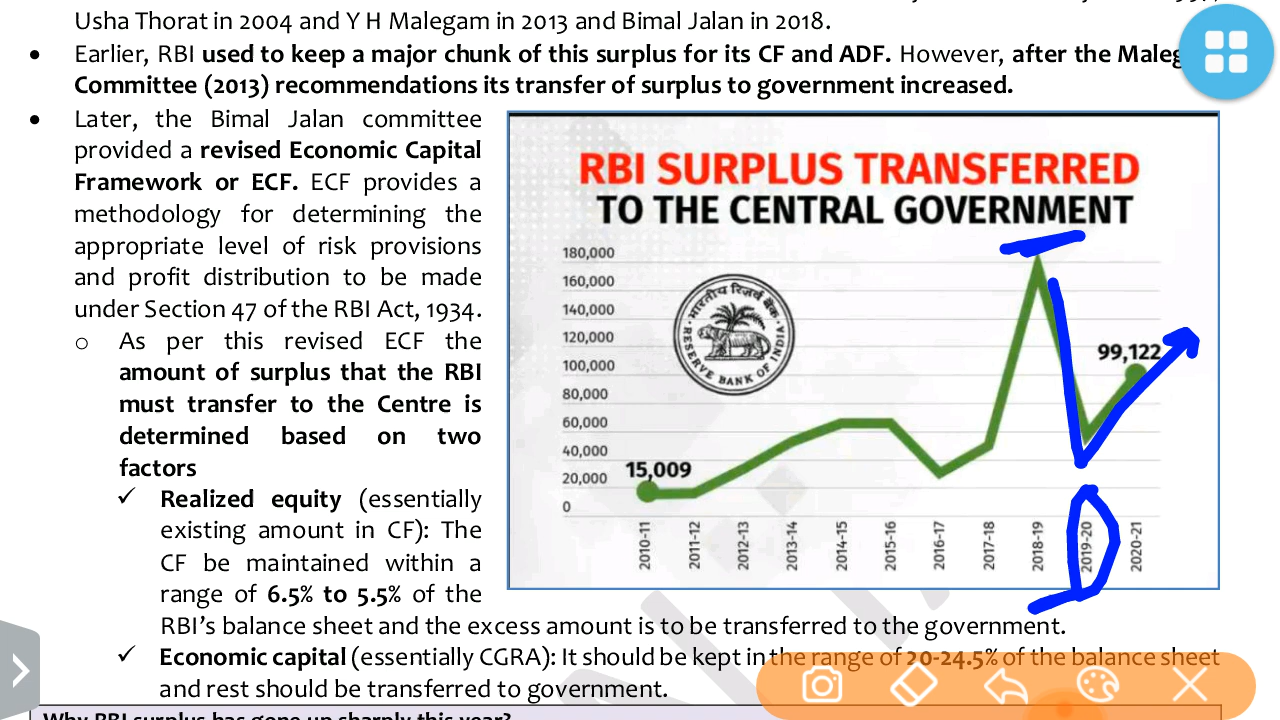 Usha Thorat in 2004 and Y H Malegam in 2013 and Bimal Jalan in 2018.
• Earlier, RBI used to keep a major chunk of this surplus for its CF and ADF. However, after the Maleg
Committee (2013) recommendations its transfer of surplus to government increased.
• Later, the Bimal Jalan committee
provided a revised Economic Capital
Framework or ECF. ECF provides a
methodology for determining the
appropriate level of risk provisions
and profit distribution to be made
under Section 47 of the RBI Act, 1934.
o As per this revised ECF the
amount of surplus that the RBI
must transfer to the Centre is
determined based on two
factors
✓ Realized equity (essentially
existing amount in CF): The
CF be maintained within a
range of 6.5% to 5.5% of the
RBI's balance sheet and the excess amount is to be transferred to the government.
✓ Economic capital (essentially CGRA): It should be kept in the range of 20-24.5% of the balance sheet
and rest should be transferred to government.
RBI SURPLUS TRANSFERRED
TO THE CENTRAL GOVERNMENT
180,000
160,000
140,000
120,000
100,000
80,000
60,000
40,000
20,000
0
भारतीय रिज़र्व बैंक
RESERVE BANK OF INDIA
15,009
99,122
2010-11
2011-12
2012-13
2013-14
2014-15
2015-16
2016-17
2017-18
2018-19
2019-20
2020-21
Why RBI surplus has gone up sharply this year?